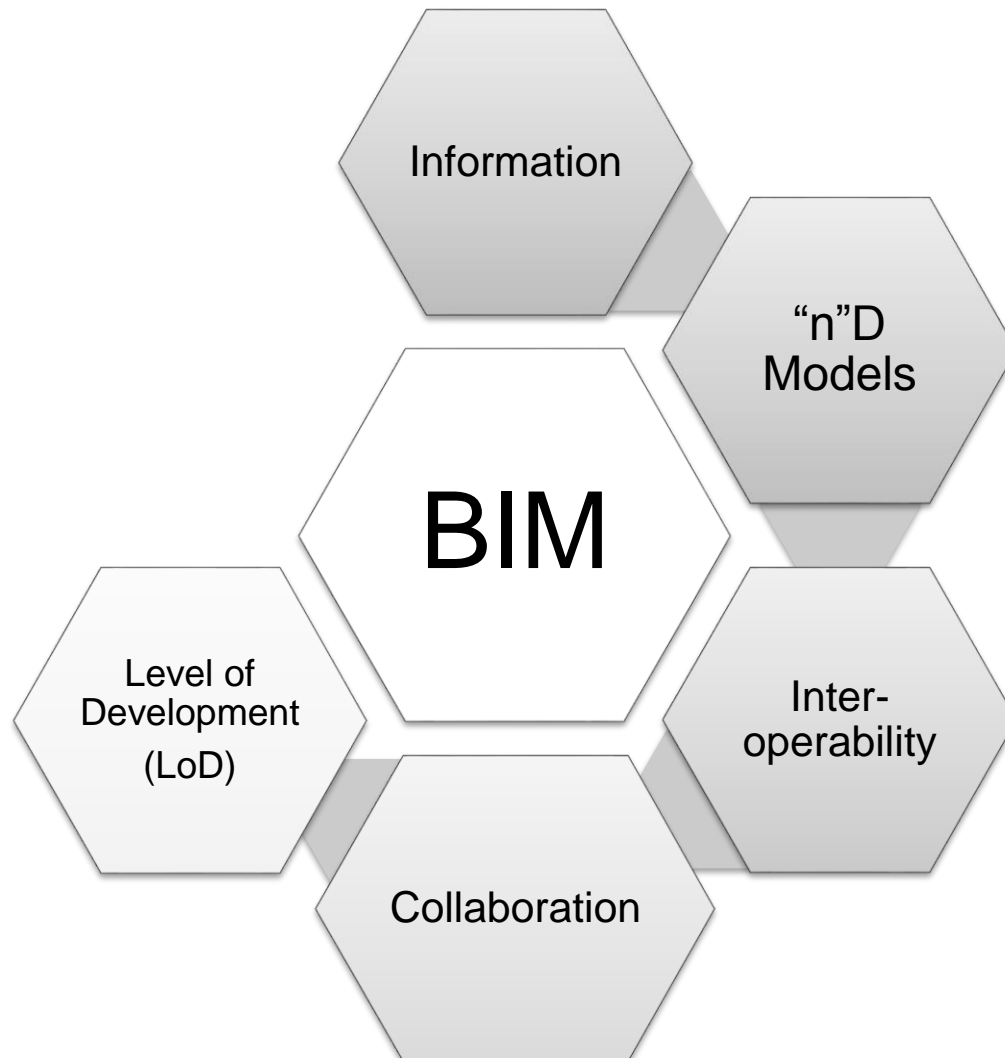 Information
“n”D
Models
BIM
Level of
Development
(LoD)
Inter-
operability
Collaboration